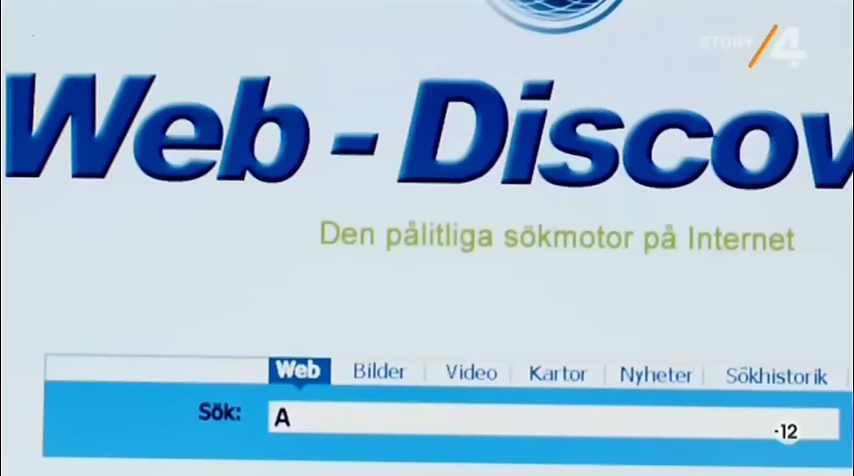 STORY 4
Web - Discov
Den pålitliga sökmotor på Internet
Web Bilder Video Kartor Nyheter Sökhistorik
Sök: A
-12